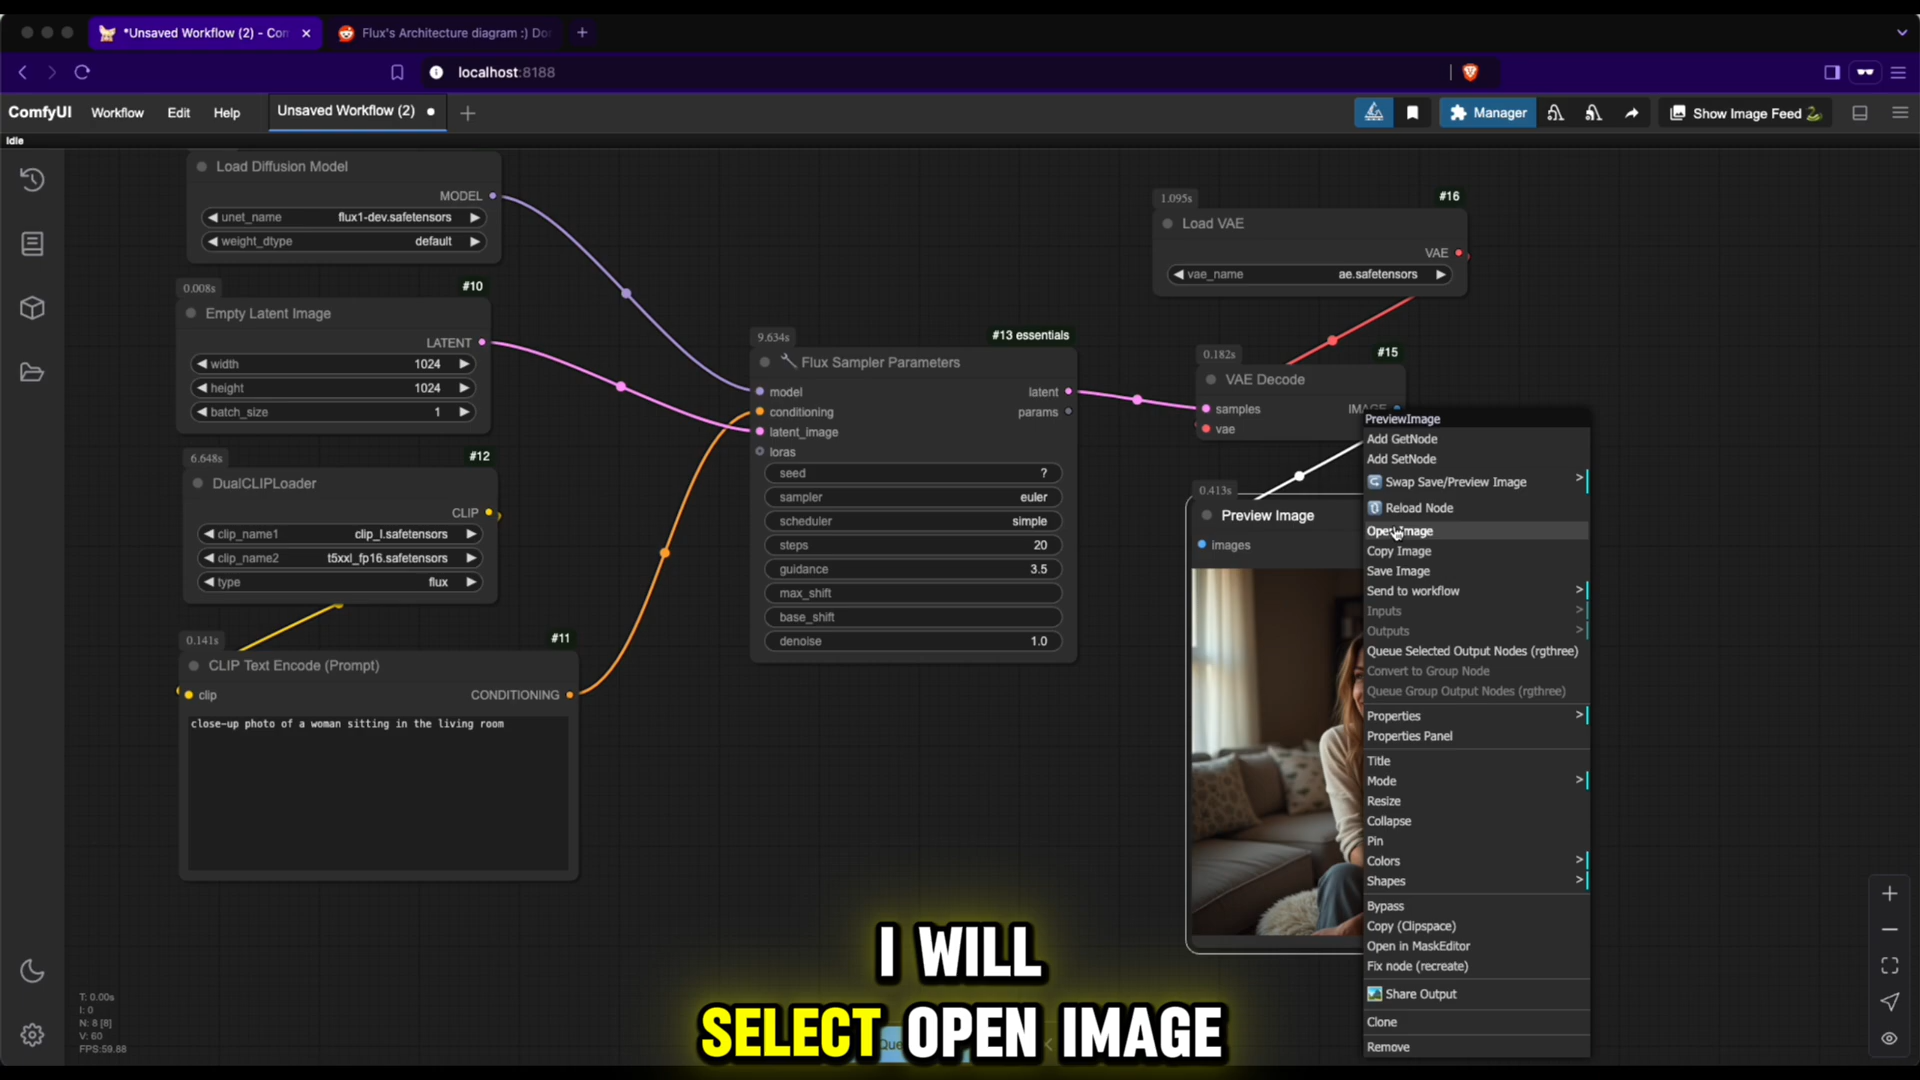 *Unsaved Workflow (2) - Con
Flux's Architecture diagram :) Do
localhost:8188
ComfyUI
Workflow
Edit
Help
Unsaved Workflow (2)
Manager
Show Image Feed
Idle
Load Diffusion Model
MODEL
unet_name flux1-dev.safetensors
weight_dtype default
0.008s
#10
Empty Latent Image
LATENT
width 1024
height 1024
batch_size 1
6.648s
#12
DualCLIPLoader
CLIP
clip_name1 clip_l.safetensors
clip_name2 t5xxl_fp16.safetensors
type flux
0.141s
#11
CLIP Text Encode (Prompt)
clip CONDITIONING
close-up photo of a woman sitting in the living room
9.634s
#13 essentials
Flux Sampler Parameters
model latent
conditioning params
latent_image
loras
seed ?
sampler euler
scheduler simple
steps 20
guidance 3.5
max_shift
base_shift
denoise 1.0
1.095s
#16
Load VAE
VAE
vae_name ae.safetensors
0.182s
#15
VAE Decode
samples IMAGE
vae
0.413s
Preview Image
images
PreviewImage
Add GetNode
Add SetNode
Swap Save/Preview Image >
Reload Node
Open Image
Copy Image
Save Image
Send to workflow >
Inputs >
Outputs >
Queue Selected Output Nodes (rgthree)
Convert to Group Node
Queue Group Output Nodes (rgthree)
Properties >
Properties Panel
Title
Mode >
Resize
Collapse
Pin
Colors >
Shapes >
Bypass
Copy (Clipspace)
Open in MaskEditor
Fix node (recreate)
Share Output
Clone
Remove
T: 0.00s
I: 0
N: 8 [8]
V: 60
FPS:59.88
I WILL
SELECT OPEN IMAGE